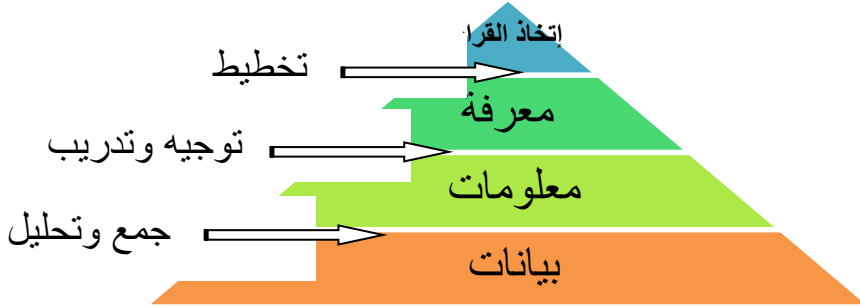 إتخاذ القرا
تخطيط
معرفة
توجيه وتدريب
معلومات
جمع وتحليل
بيانات